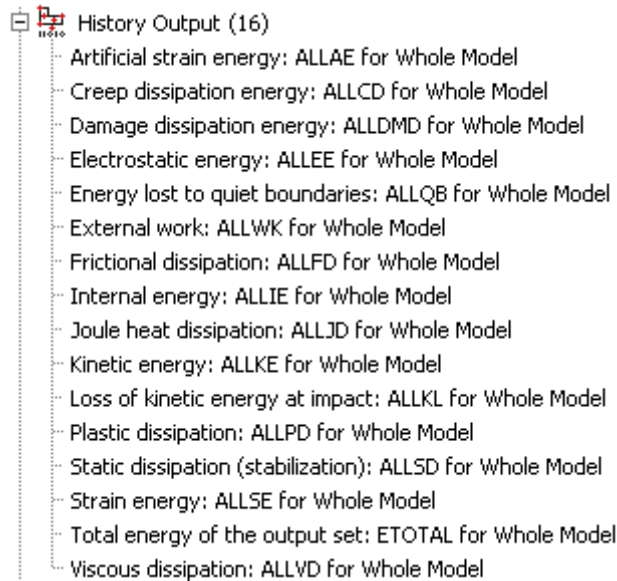 History Output (16)
Artificial strain energy: ALLAE for Whole Model
Creep dissipation energy: ALLCD for Whole Model
Damage dissipation energy: ALLDMD for Whole Model
Electrostatic energy: ALLEE for Whole Model
Energy lost to quiet boundaries: ALLQB for Whole Model
External work: ALLWK for Whole Model
Frictional dissipation: ALLFD for Whole Model
Internal energy: ALLIE for Whole Model
Joule heat dissipation: ALLJD for Whole Model
Kinetic energy: ALLKE for Whole Model
Loss of kinetic energy at impact: ALLKL for Whole Model
Plastic dissipation: ALLPD for Whole Model
Static dissipation (stabilization): ALLSD for Whole Model
Strain energy: ALLSE for Whole Model
Total energy of the output set: ETOTAL for Whole Model
Viscous dissipation: ALLVD for Whole Model